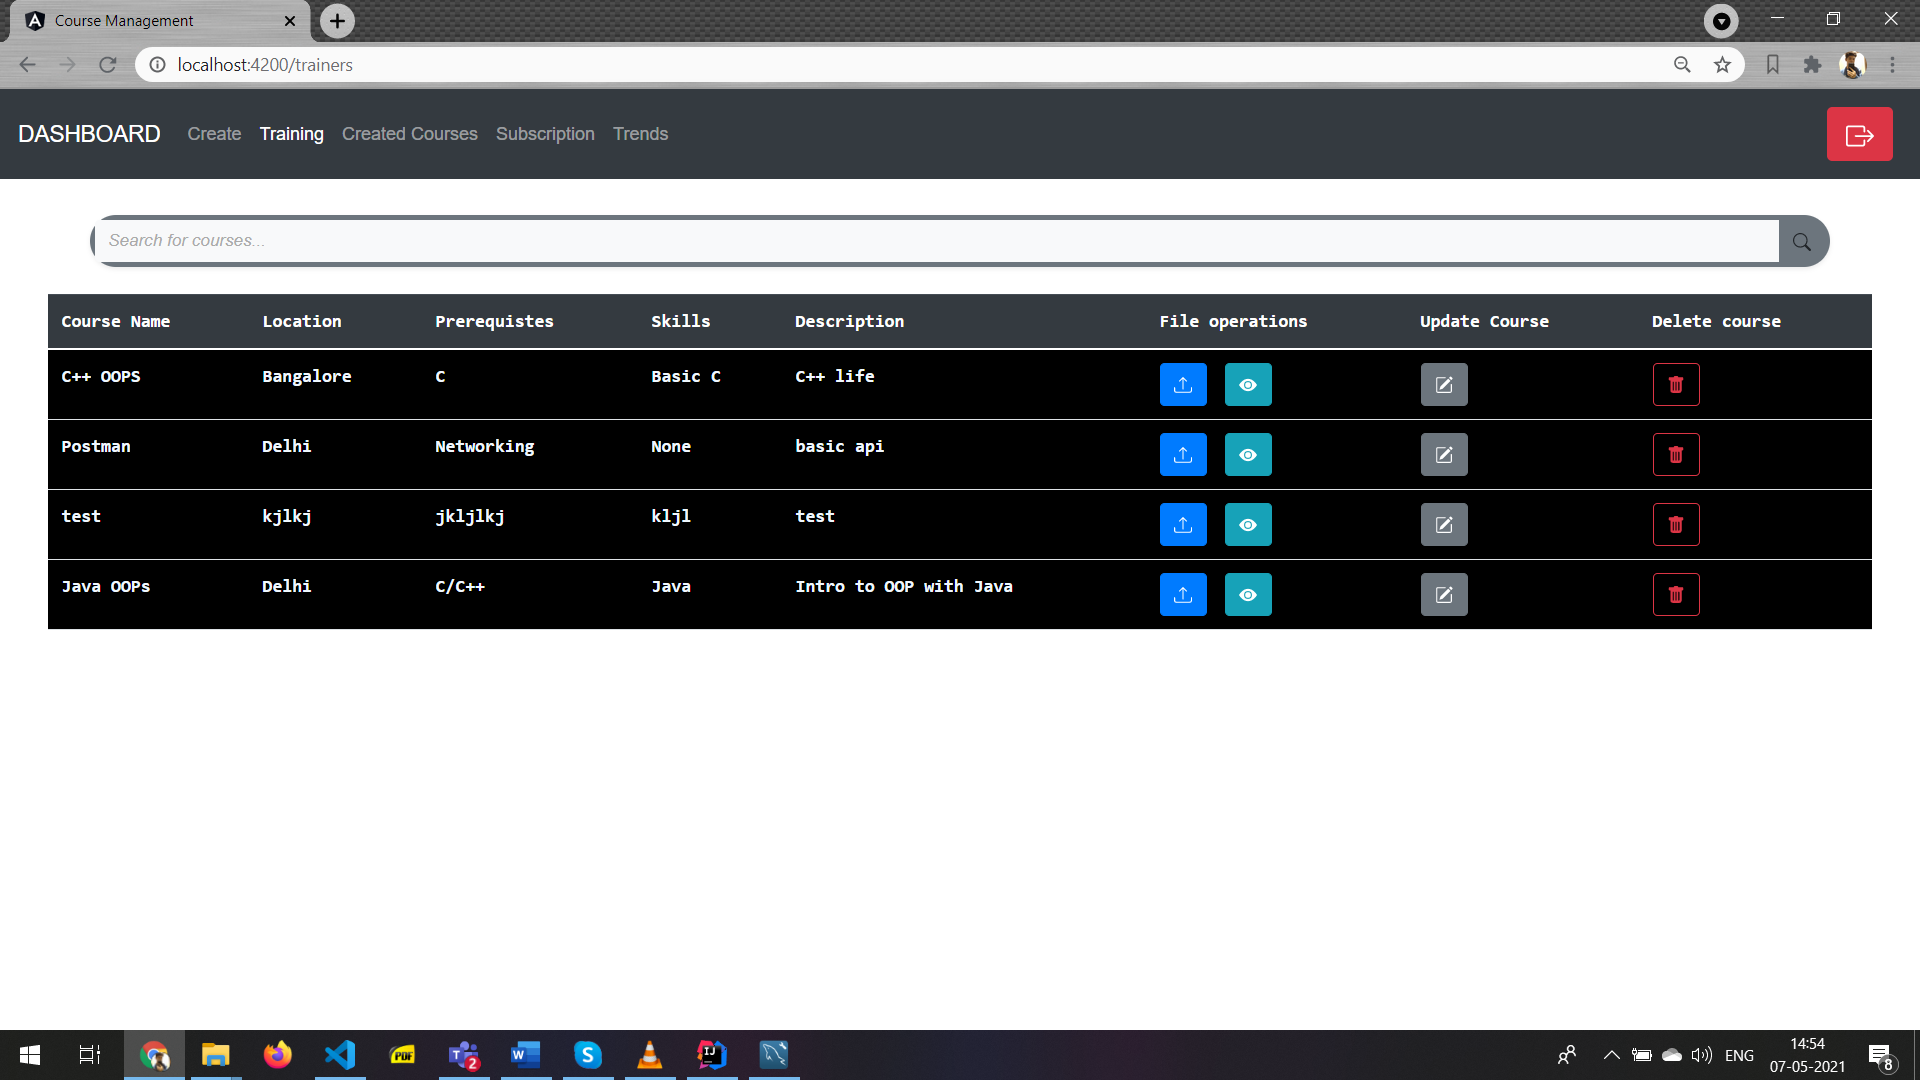 Course Management
localhost:4200/trainers
DASHBOARD Create Training Created Courses Subscription Trends
Search for courses...
Course Name Location Prerequistes Skills Description File operations Update Course Delete course
C++ OOPS Bangalore C Basic C C++ life
Postman Delhi Networking None basic api
test kjlkj jkljlkj kljl test
Java OOPs Delhi C/C++ Java Intro to OOP with Java
PDF
T 2
W
S
IJ
ENG
14:54
07-05-2021
8